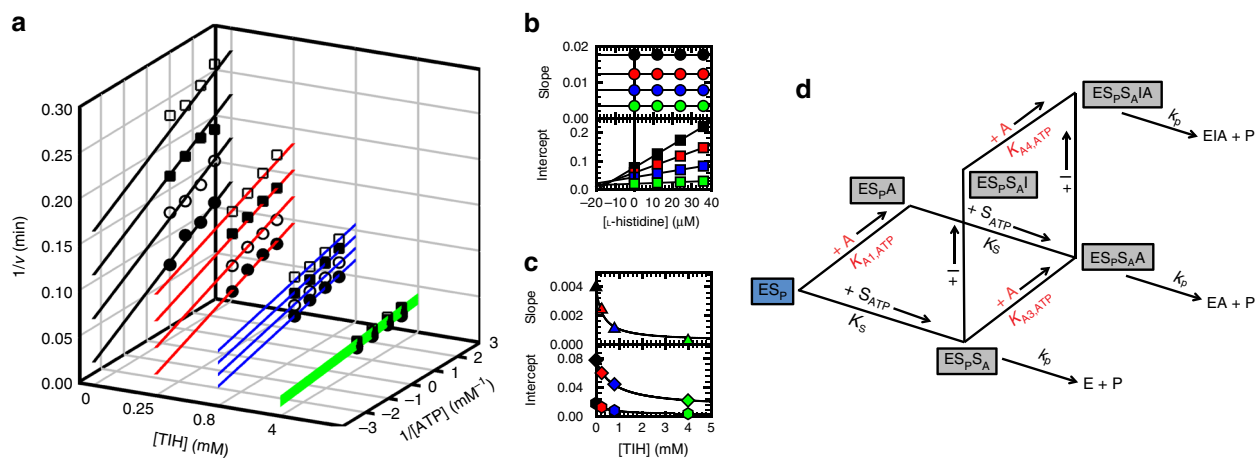 a
0.30
0.25
0.20
0.15
0.10
0.05
0.00
1/v (min)
0
0.25
0.8
4
[TIH] (mM)
–3
–2
–1
0
1
2
3
1/[ATP] (mM⁻¹)
b
0.02
0.01
0.00
Slope
0.2
0.1
0.0
Intercept
–20 –10 0 10 20 30 40
[L-histidine] (µM)
c
0.004
0.002
0.000
Slope
0.08
0.04
0.00
Intercept
0 1 2 3 4 5
[TIH] (mM)
d
ESP
+ A
KA1,ATP
ESPA
+ SATP
KS
+ SATP
KS
ESPSA
kp
E + P
+ I
ESPSAI
+ A
KA3,ATP
ESPSAA
kp
EA + P
+ A
KA4,ATP
+ I
ESPSAIA
kp
EIA + P